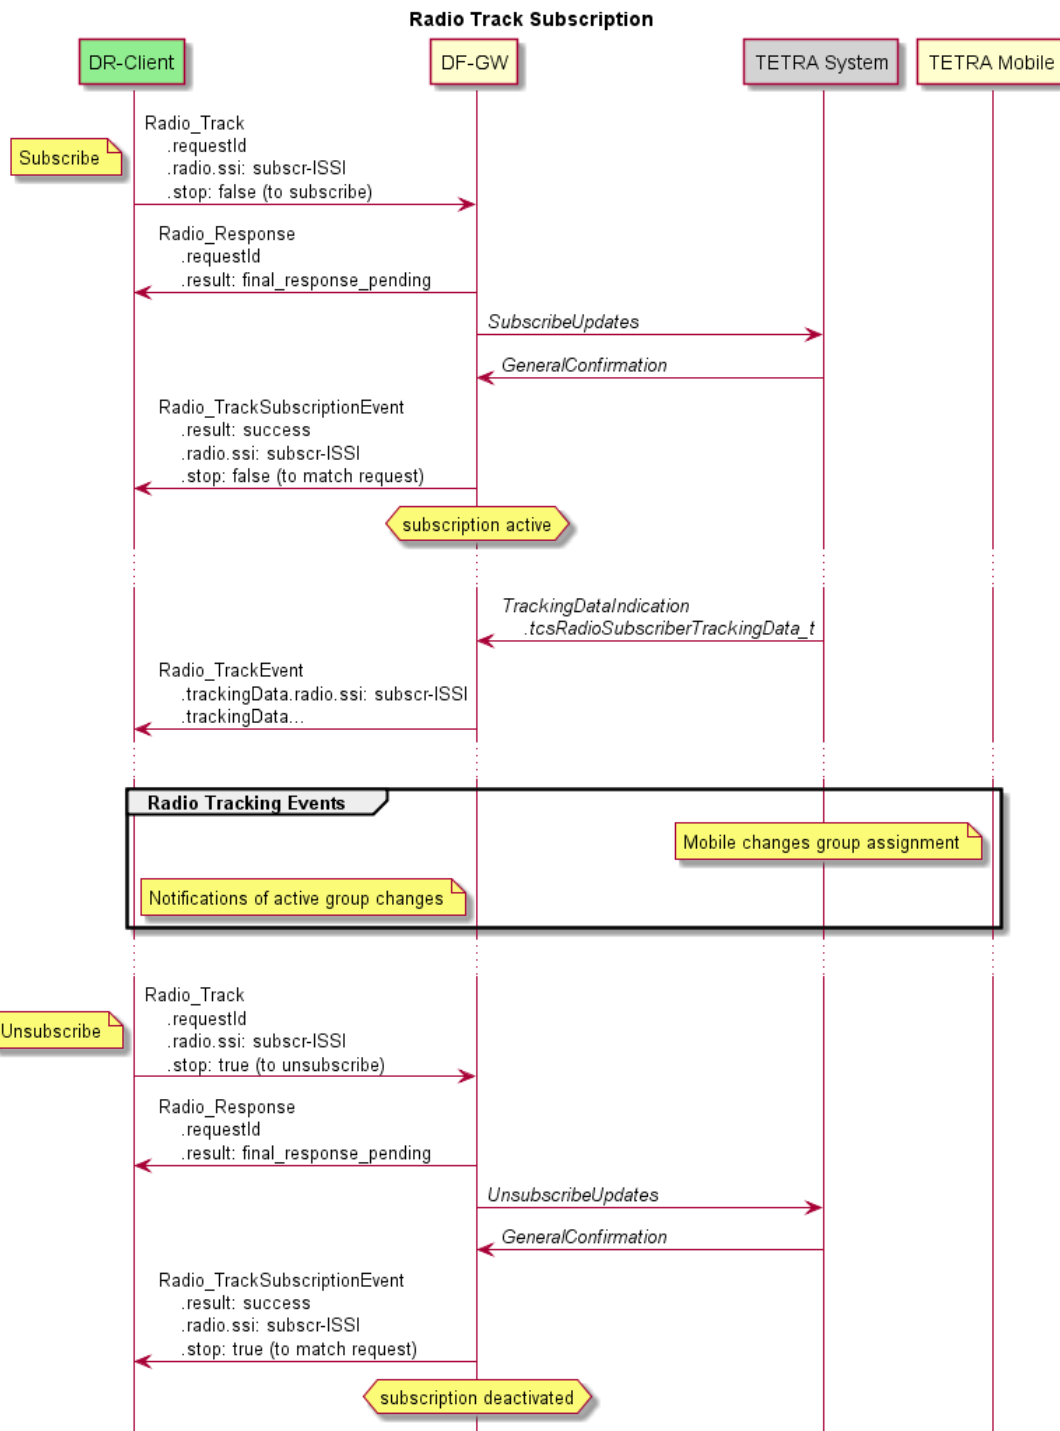 Radio Track Subscription
DR-Client
DF-GW
TETRA System
TETRA Mobile
Subscribe
Radio_Track
.requestId
.radio.ssi: subscr-ISSI
.stop: false (to subscribe)
Radio_Response
.requestId
.result: final_response_pending
SubscribeUpdates
GeneralConfirmation
Radio_TrackSubscriptionEvent
.result: success
.radio.ssi: subscr-ISSI
.stop: false (to match request)
subscription active
TrackingDataIndication
.tcsRadioSubscriberTrackingData_t
Radio_TrackEvent
.trackingData.radio.ssi: subscr-ISSI
.trackingData...
Radio Tracking Events
Mobile changes group assignment
Notifications of active group changes
Unsubscribe
Radio_Track
.requestId
.radio.ssi: subscr-ISSI
.stop: true (to unsubscribe)
Radio_Response
.requestId
.result: final_response_pending
UnsubscribeUpdates
GeneralConfirmation
Radio_TrackSubscriptionEvent
.result: success
.radio.ssi: subscr-ISSI
.stop: true (to match request)
subscription deactivated